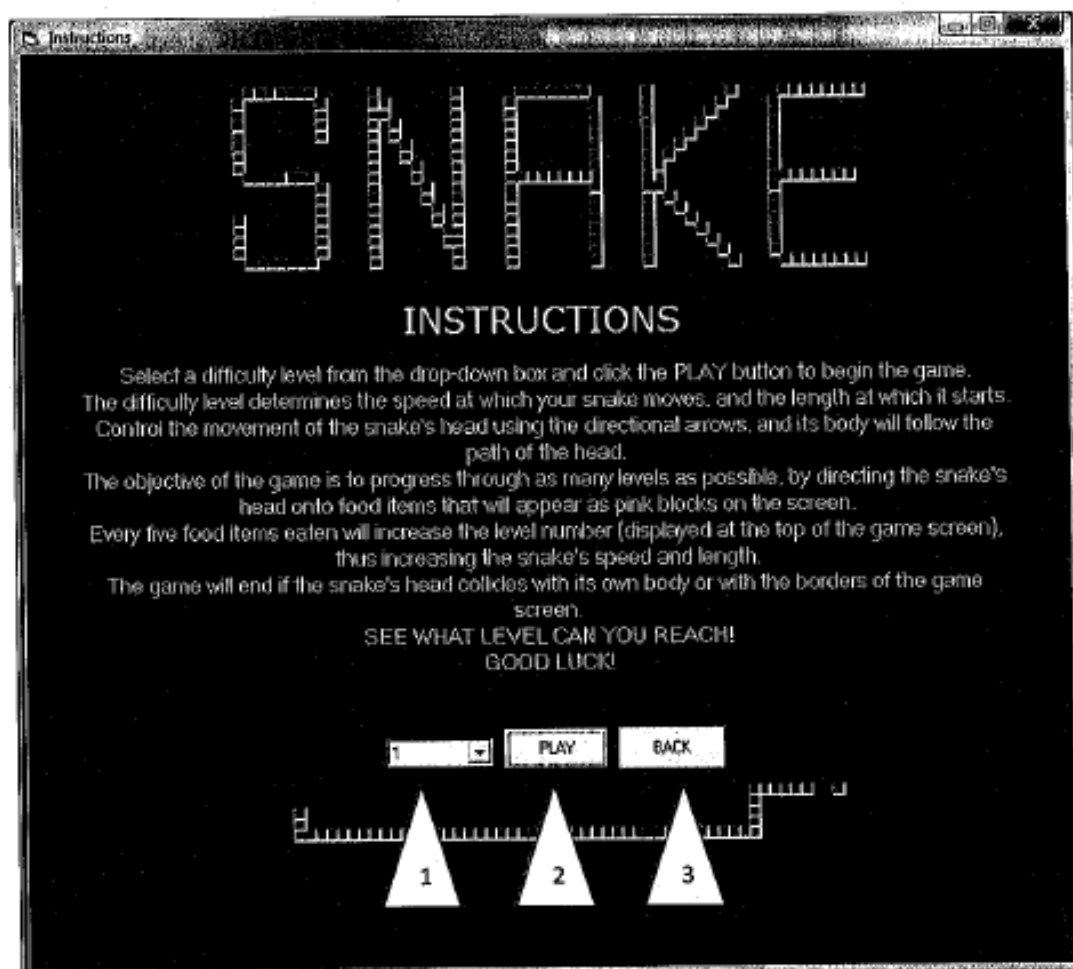 Instructions
SNAKE
INSTRUCTIONS
Select a difficulty level from the drop-down box and click the PLAY button to begin the game.
The difficulty level determines the speed at which your snake moves, and the length at which it starts.
Control the movement of the snake's head using the directional arrows, and its body will follow the
path of the head.
The objective of the game is to progress through as many levels as possible, by directing the snake's
head onto food items that will appear as pink blocks on the screen.
Every five food items eaten will increase the level number (displayed at the top of the game screen),
thus increasing the snake's speed and length.
The game will end if the snake's head collides with its own body or with the borders of the game
screen.
SEE WHAT LEVEL CAN YOU REACH!
GOOD LUCK!
1 PLAY BACK
1 2 3